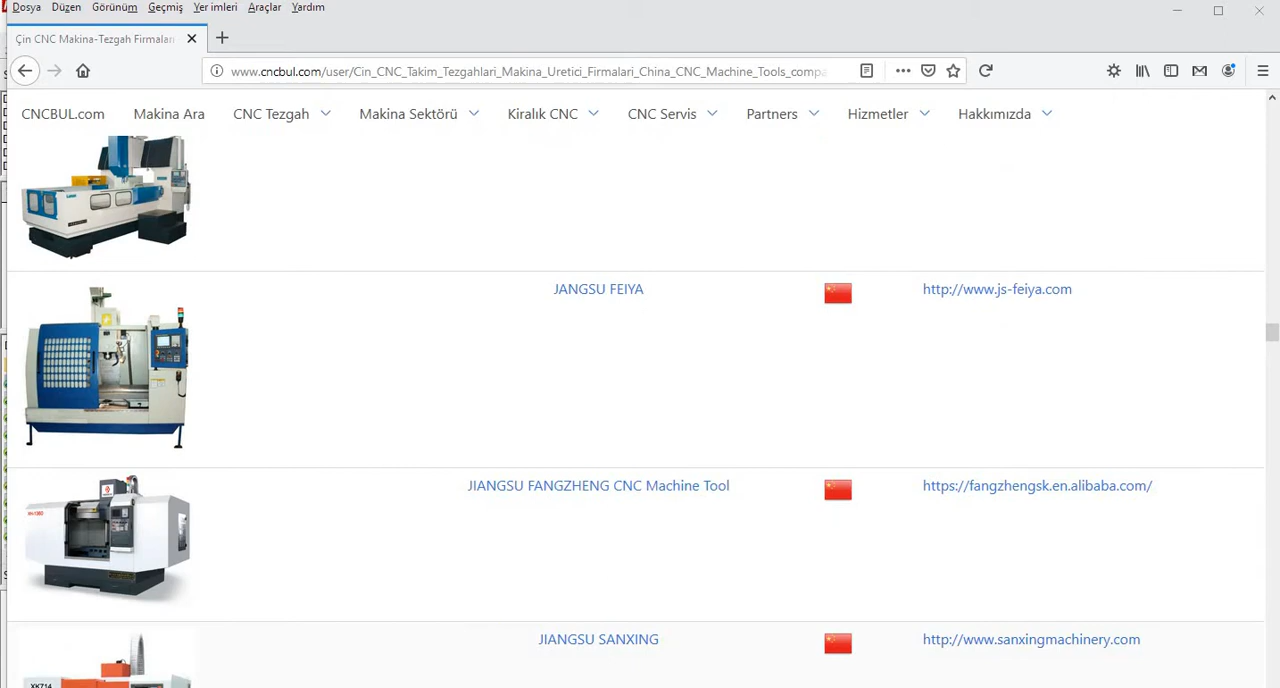 Dosya Düzen Görünüm Geçmiş Yer imleri Araçlar Yardım
Çin CNC Makina-Tezgah Firmaları
www.cncbul.com/user/Cin_CNC_Takim_Tezgahlari_Makina_Uretici_Firmalari_China_CNC_Machine_Tools_compa
CNCBUL.com Makina Ara CNC Tezgah Makina Sektörü Kiralık CNC CNC Servis Partners Hizmetler Hakkımızda
JANGSU FEIYA http://www.js-feiya.com
JIANGSU FANGZHENG CNC Machine Tool https://fangzhengsk.en.alibaba.com/
JIANGSU SANXING http://www.sanxingmachinery.com
XK714